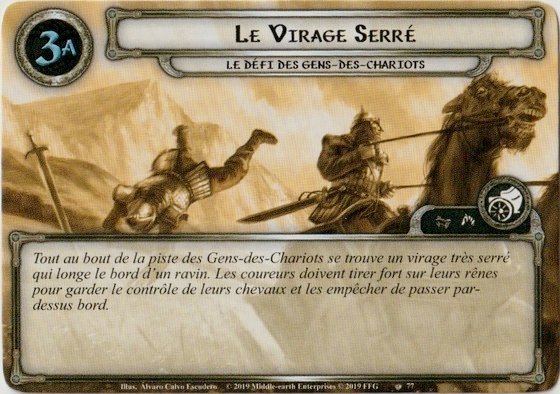 3A
Le Virage Serré
Le Défi des Gens-des-Chariots
Tout au bout de la piste des Gens-des-Chariots se trouve un virage très serré
qui longe le bord d'un ravin. Les coureurs doivent tirer fort sur leurs rênes
pour garder le contrôle de leurs chevaux et les empêcher de passer par-
dessus bord.
Illus. Álvaro Calvo Escudero © 2019 Middle-earth Enterprises © 2019 FFG 77